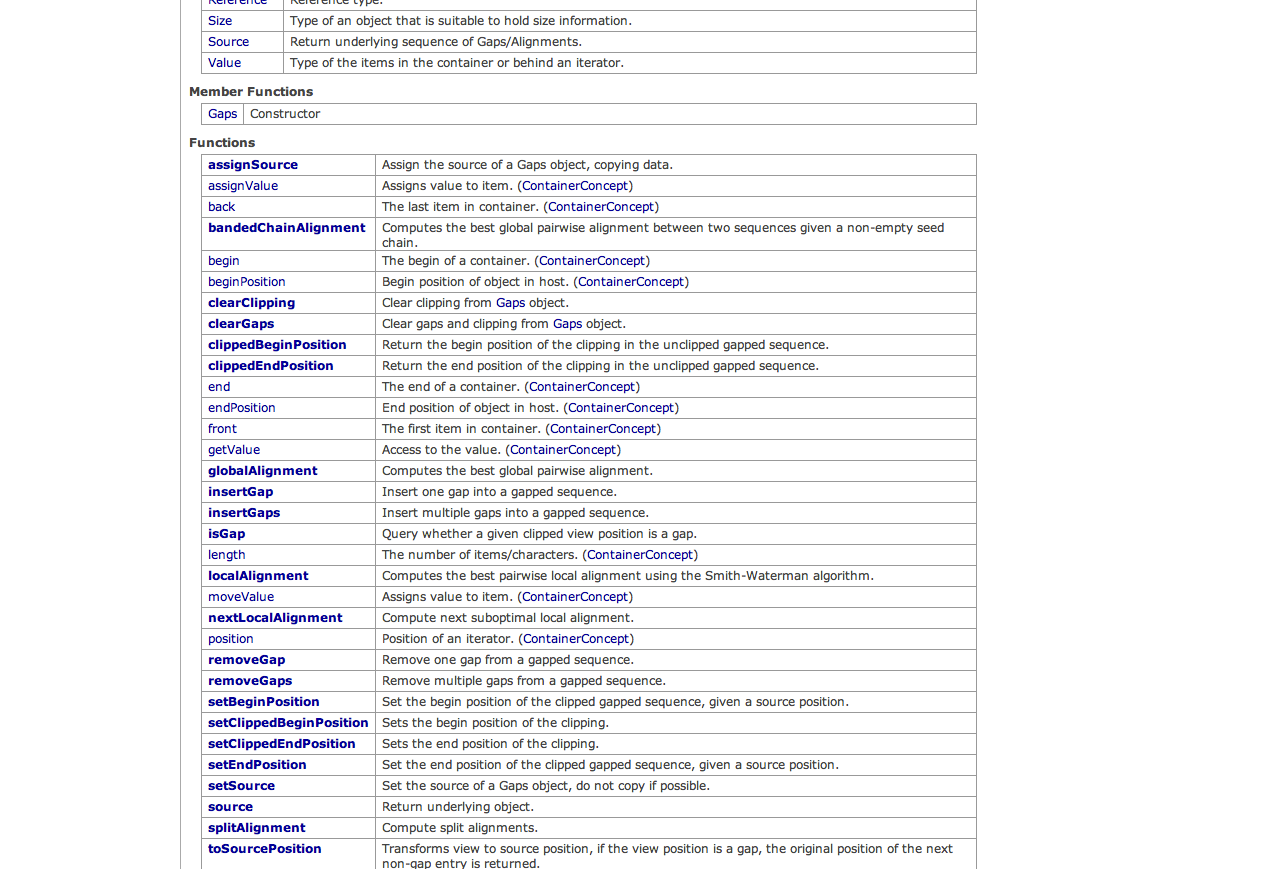 Reference Reference type.
Size Type of an object that is suitable to hold size information.
Source Return underlying sequence of Gaps/Alignments.
Value Type of the items in the container or behind an iterator.
Member Functions
Gaps Constructor
Functions
assignSource Assign the source of a Gaps object, copying data.
assignValue Assigns value to item. (ContainerConcept)
back The last item in container. (ContainerConcept)
bandedChainAlignment Computes the best global pairwise alignment between two sequences given a non-empty seed
chain.
begin The begin of a container. (ContainerConcept)
beginPosition Begin position of object in host. (ContainerConcept)
clearClipping Clear clipping from Gaps object.
clearGaps Clear gaps and clipping from Gaps object.
clippedBeginPosition Return the begin position of the clipping in the unclipped gapped sequence.
clippedEndPosition Return the end position of the clipping in the unclipped gapped sequence.
end The end of a container. (ContainerConcept)
endPosition End position of object in host. (ContainerConcept)
front The first item in container. (ContainerConcept)
getValue Access to the value. (ContainerConcept)
globalAlignment Computes the best global pairwise alignment.
insertGap Insert one gap into a gapped sequence.
insertGaps Insert multiple gaps into a gapped sequence.
isGap Query whether a given clipped view position is a gap.
length The number of items/characters. (ContainerConcept)
localAlignment Computes the best pairwise local alignment using the Smith-Waterman algorithm.
moveValue Assigns value to item. (ContainerConcept)
nextLocalAlignment Compute next suboptimal local alignment.
position Position of an iterator. (ContainerConcept)
removeGap Remove one gap from a gapped sequence.
removeGaps Remove multiple gaps from a gapped sequence.
setBeginPosition Set the begin position of the clipped gapped sequence, given a source position.
setClippedBeginPosition Sets the begin position of the clipping.
setClippedEndPosition Sets the end position of the clipping.
setEndPosition Set the end position of the clipped gapped sequence, given a source position.
setSource Set the source of a Gaps object, do not copy if possible.
source Return underlying object.
splitAlignment Compute split alignments.
toSourcePosition Transforms view to source position, if the view position is a gap, the original position of the next
non-gap entry is returned.